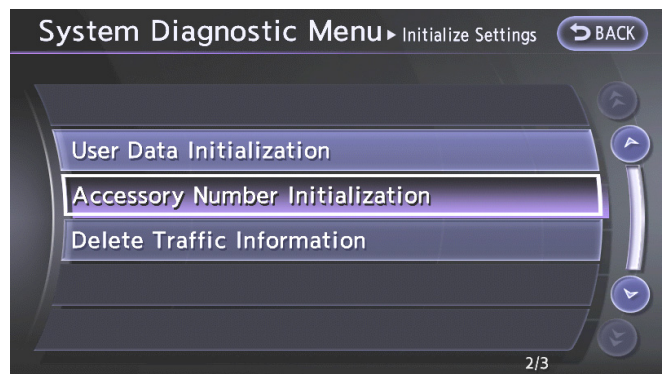 System Diagnostic Menu ▸ Initialize Settings
BACK
User Data Initialization
Accessory Number Initialization
Delete Traffic Information
2/3